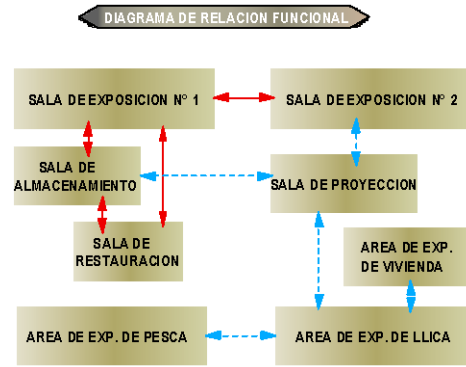 DIAGRAMA DE RELACION FUNCIONAL
SALA DE EXPOSICION N° 1
SALA DE EXPOSICION N° 2
SALA DE
ALMACENAMIENTO
SALA DE PROYECCION
SALA DE
RESTAURACION
AREA DE EXP.
DE VIVIENDA
AREA DE EXP. DE PESCA
AREA DE EXP. DE LLICA